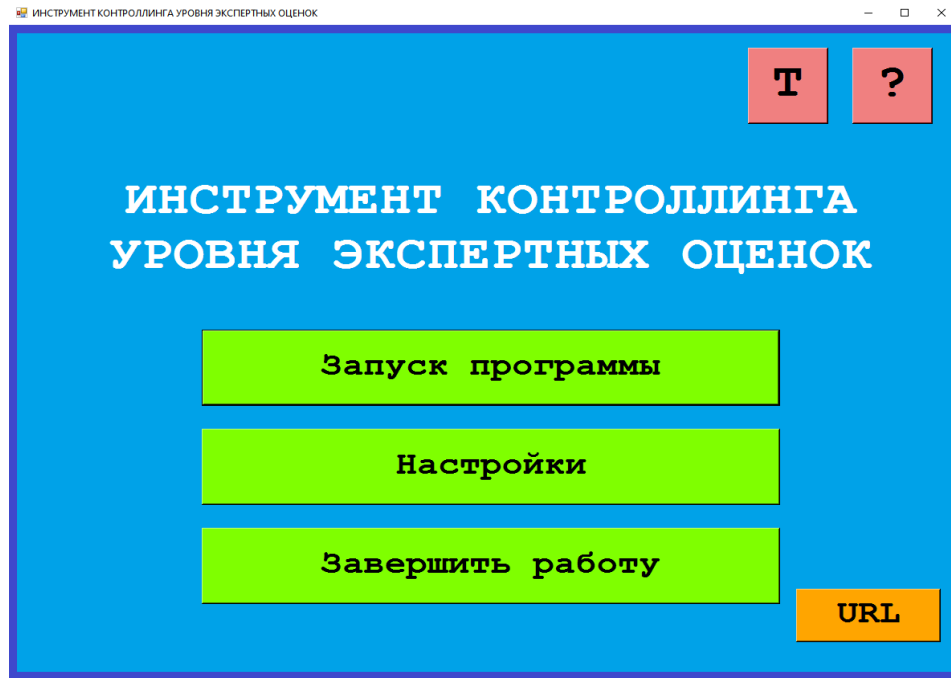 ИНСТРУМЕНТ КОНТРОЛЛИНГА УРОВНЯ ЭКСПЕРТНЫХ ОЦЕНОК
T ?
ИНСТРУМЕНТ КОНТРОЛЛИНГА
УРОВНЯ ЭКСПЕРТНЫХ ОЦЕНОК
Запуск программы
Настройки
Завершить работу
URL